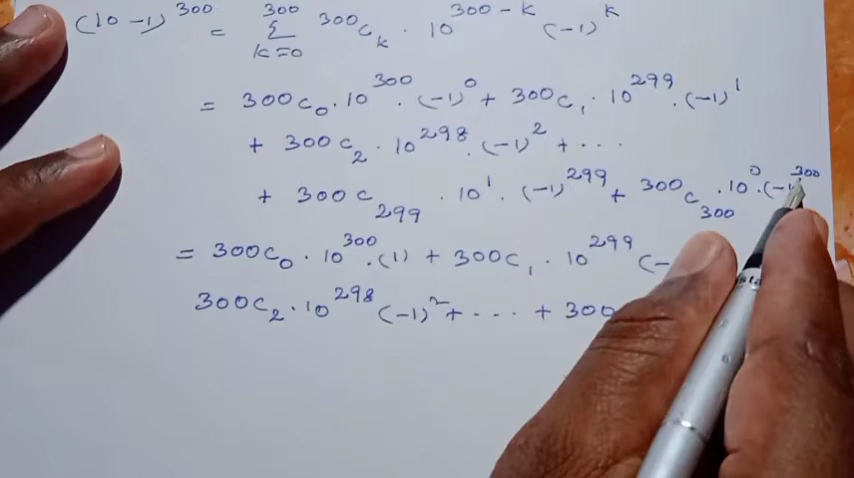 (10 -1)^300 = 300 Σ k=0 300C_k · 10^300-k (-1)^k
= 300C_0 · 10^300 · (-1)^0 + 300C_1 · 10^299 · (-1)^1
+ 300C_2 · 10^298 · (-1)^2 + ...
+ 300C_299 · 10^1 · (-1)^299 + 300C_300 · 10^0 · (-1)^300
= 300C_0 · 10^300 · (1) + 300C_1 · 10^299 (-
300C_2 · 10^298 (-1)^2 + .... + 300